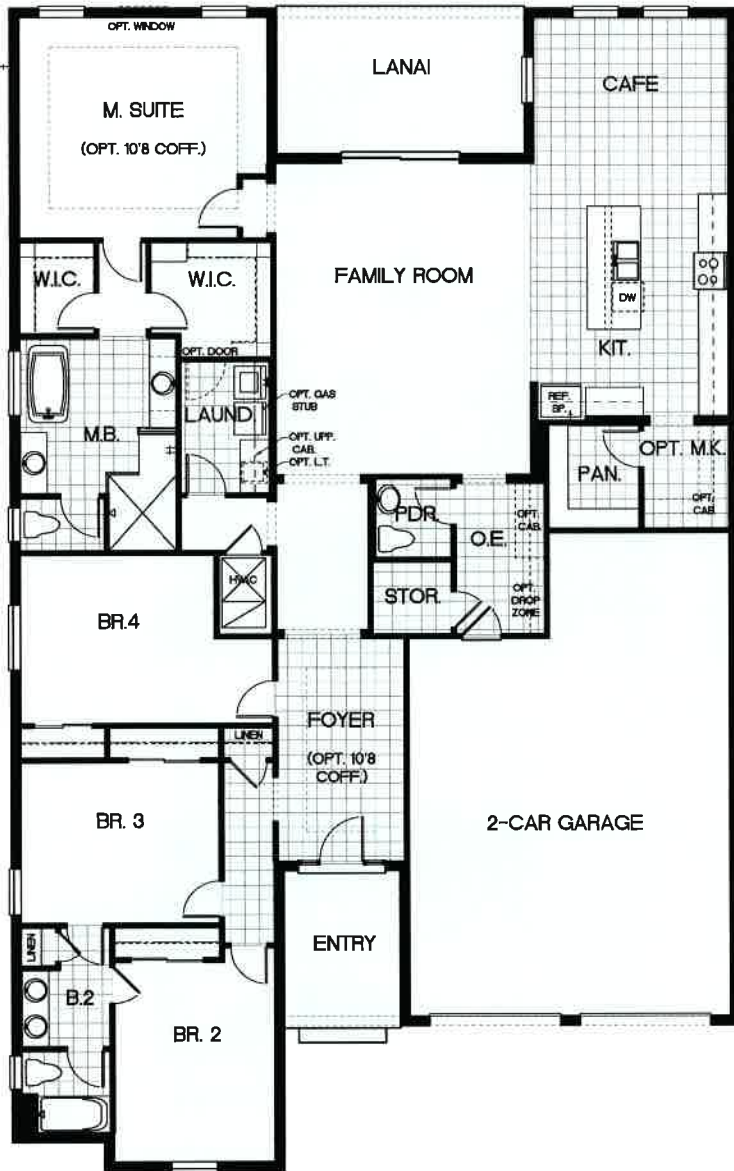 OPT. WINDOW
LANAI
CAFE
M. SUITE
(OPT. 10'8 COFF.)
W.I.C.
W.I.C.
FAMILY ROOM
DW
KIT.
OPT. DOOR
LAUND.
OPT. GAS
STUB
OPT. UPP.
CAB.
OPT. L.T.
M.B.
REF.
SP.
PAN.
OPT. M.K.
OPT.
CAB.
PDR.
OPT.
CAB.
O.E.
HVAC
STOR.
OPT.
DROP
ZONE
BR.4
FOYER
(OPT. 10'8
COFF.)
LINEN
BR. 3
2-CAR GARAGE
LINEN
ENTRY
B.2
BR. 2